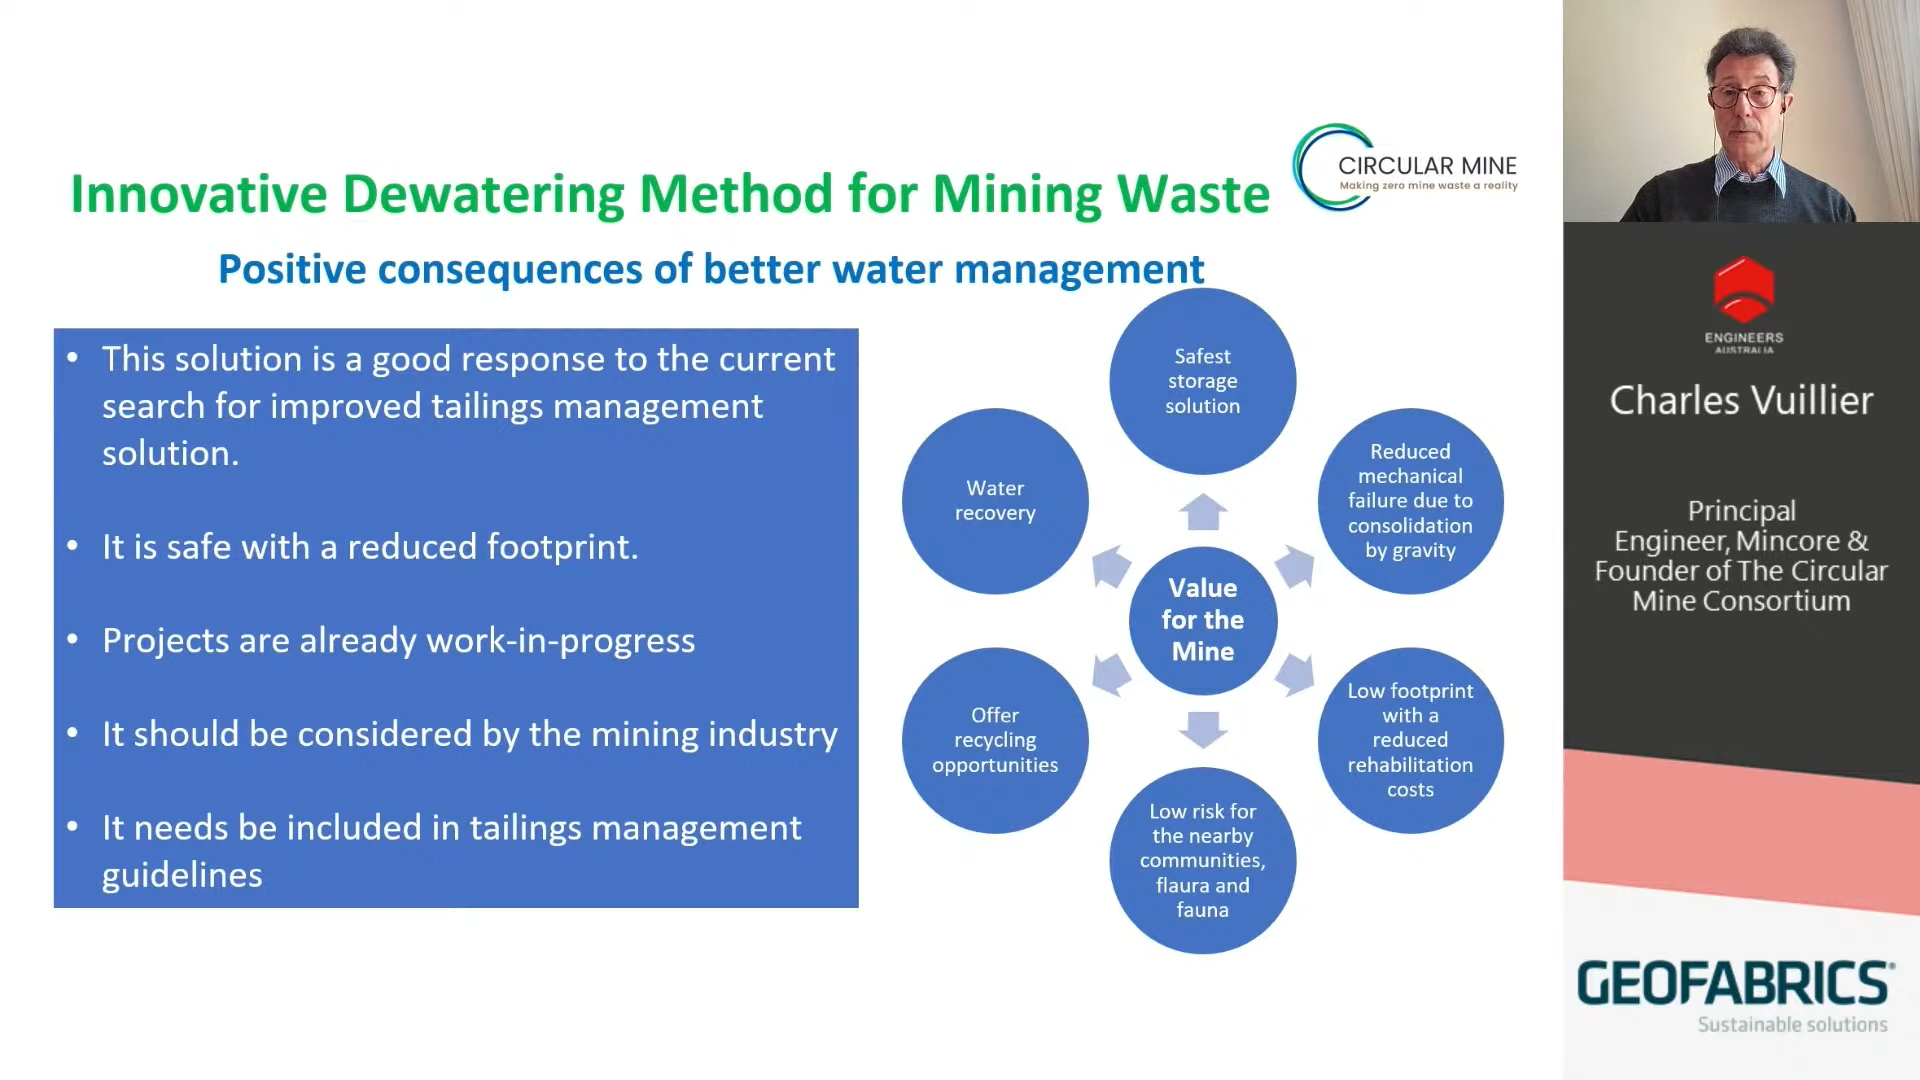 Innovative Dewatering Method for Mining Waste
CIRCULAR MINE
Making zero mine waste a reality
Positive consequences of better water management
• This solution is a good response to the current
search for improved tailings management
solution.
• It is safe with a reduced footprint.
• Projects are already work-in-progress
• It should be considered by the mining industry
• It needs be included in tailings management
guidelines
Safest
storage
solution
Reduced
mechanical
failure due to
consolidation
by gravity
Low footprint
with a
reduced
rehabilitation
costs
Low risk for
the nearby
communities,
flaura and
fauna
Offer
recycling
opportunities
Water
recovery
Value
for the
Mine
ENGINEERS
AUSTRALIA
Charles Vuillier
Principal
Engineer, Mincore &
Founder of The Circular
Mine Consortium
GEOFABRICS®
Sustainable solutions